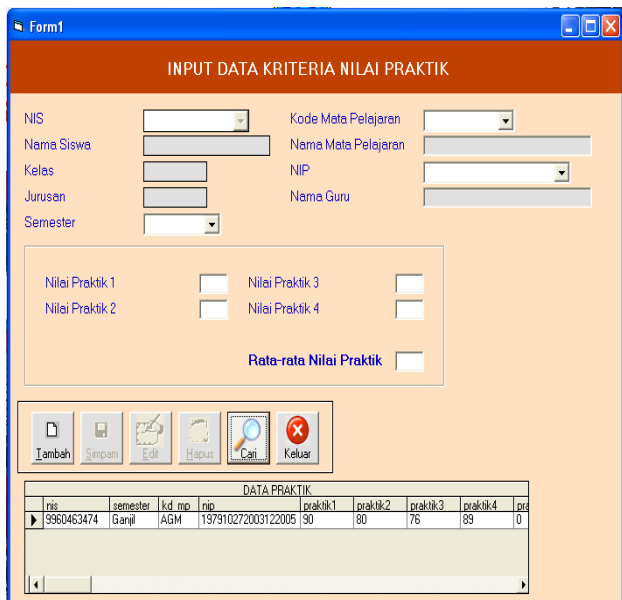 Form1
INPUT DATA KRITERIA NILAI PRAKTIK
NIS Kode Mata Pelajaran
Nama Siswa Nama Mata Pelajaran
Kelas NIP
Jurusan Nama Guru
Semester
Nilai Praktik 1 Nilai Praktik 3
Nilai Praktik 2 Nilai Praktik 4
Rata-rata Nilai Praktik
Tambah Simpam Edit Hapus Cari Keluar
DATA PRAKTIK
nis semester kd_mp nip praktik1 praktik2 praktik3 praktik4
9960463474 Ganjil AGM 197910272003122005 90 80 76 89 0